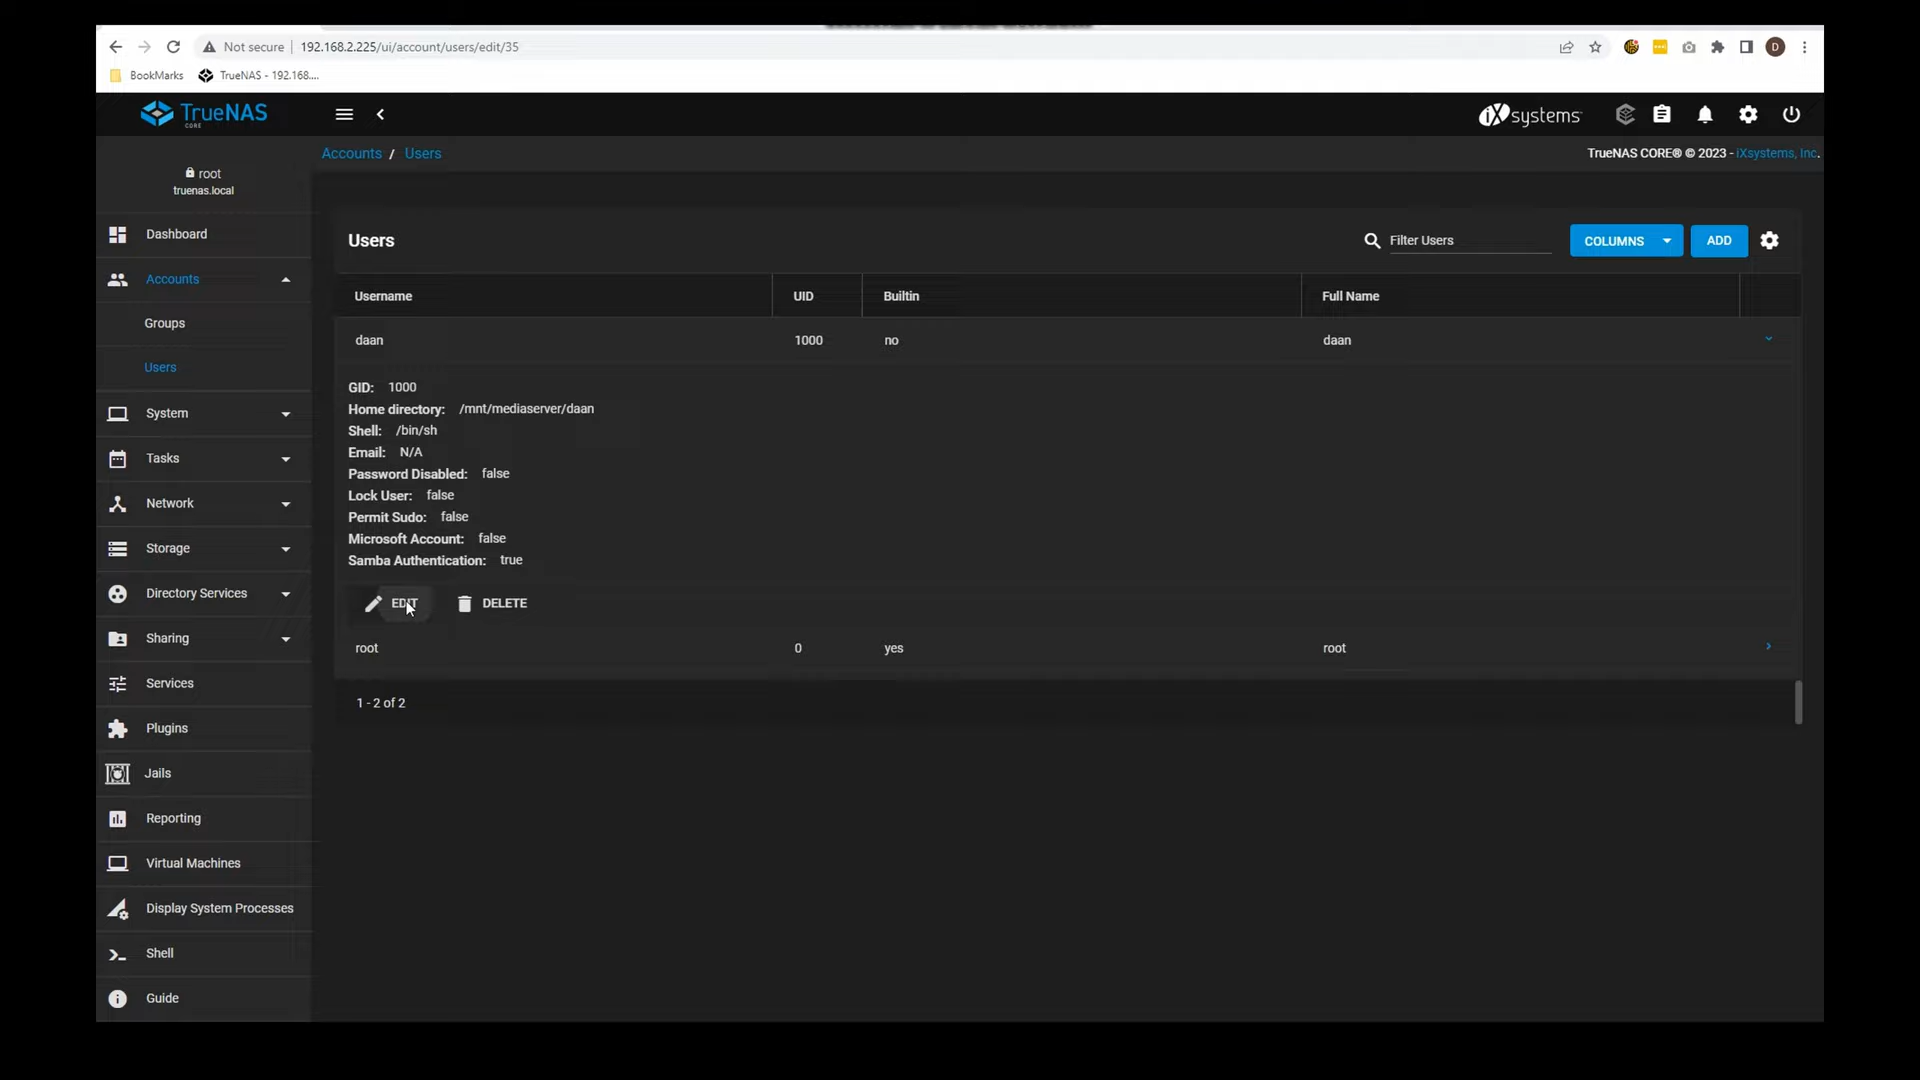 Not secure 192.168.2.225/ui/account/users/edit/35
D
BookMarks TrueNAS - 192.168....
TrueNAS
CORE
iXsystems
Accounts / Users
TrueNAS CORE® © 2023 - iXsystems, Inc.
root
truenas.local
Dashboard
Accounts
Groups
Users
System
Tasks
Network
Storage
Directory Services
Sharing
Services
Plugins
Jails
Reporting
Virtual Machines
Display System Processes
Shell
Guide
Users
Filter Users
COLUMNS
ADD
Username UID Builtin Full Name
daan 1000 no daan
GID: 1000
Home directory: /mnt/mediaserver/daan
Shell: /bin/sh
Email: N/A
Password Disabled: false
Lock User: false
Permit Sudo: false
Microsoft Account: false
Samba Authentication: true
EDIT DELETE
root 0 yes root
1 - 2 of 2